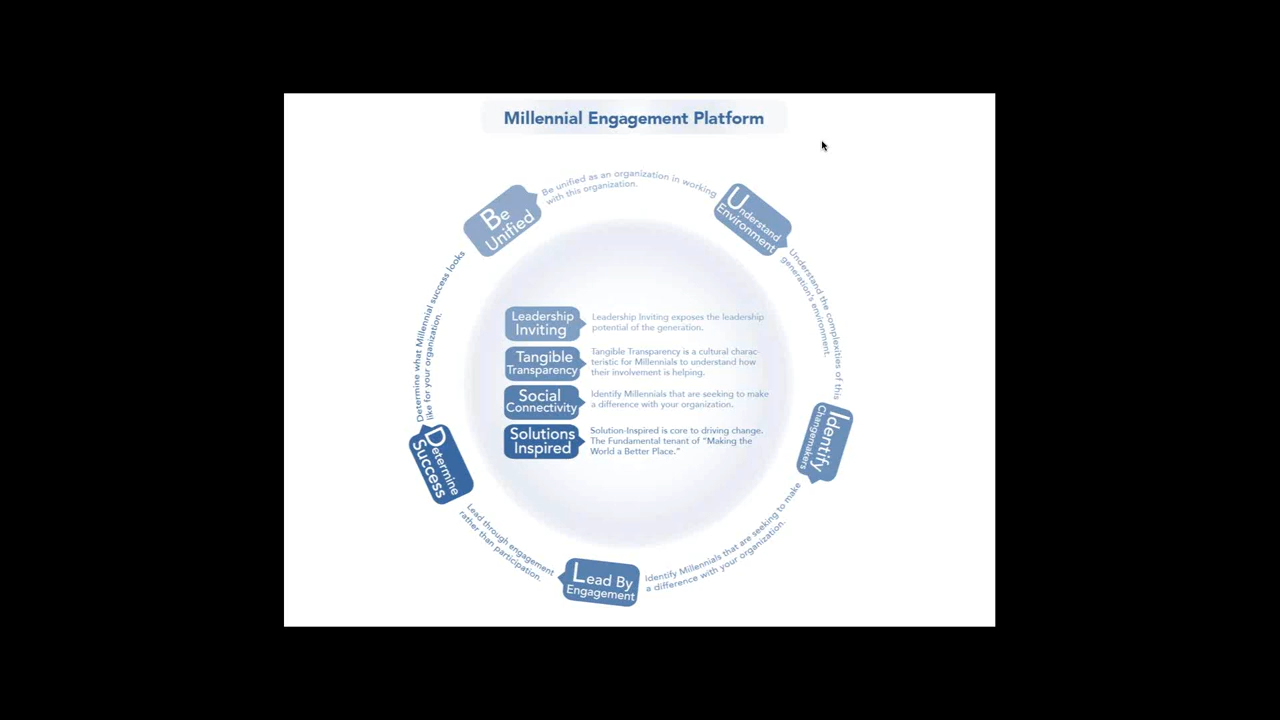 Millennial Engagement Platform
Be
Unified
Be unified as an organization in working
with this organization.
Understand
Environment
Understand the complexities of this
generation's environment.
Identify
Changemakers
Identify Millennials that are seeking to make
a difference with your organization.
Lead By
Engagement
Lead through engagement
rather than participation.
Determine
Success
Determine what Millennial success looks
like for your organization.
Leadership
Inviting
Leadership Inviting exposes the leadership
potential of the generation.
Tangible
Transparency
Tangible Transparency is a cultural charac-
teristic for Millennials to understand how
their involvement is helping.
Social
Connectivity
Identify Millennials that are seeking to make
a difference with your organization.
Solutions
Inspired
Solution-Inspired is core to driving change.
The Fundamental tenant of "Making the
World a Better Place."